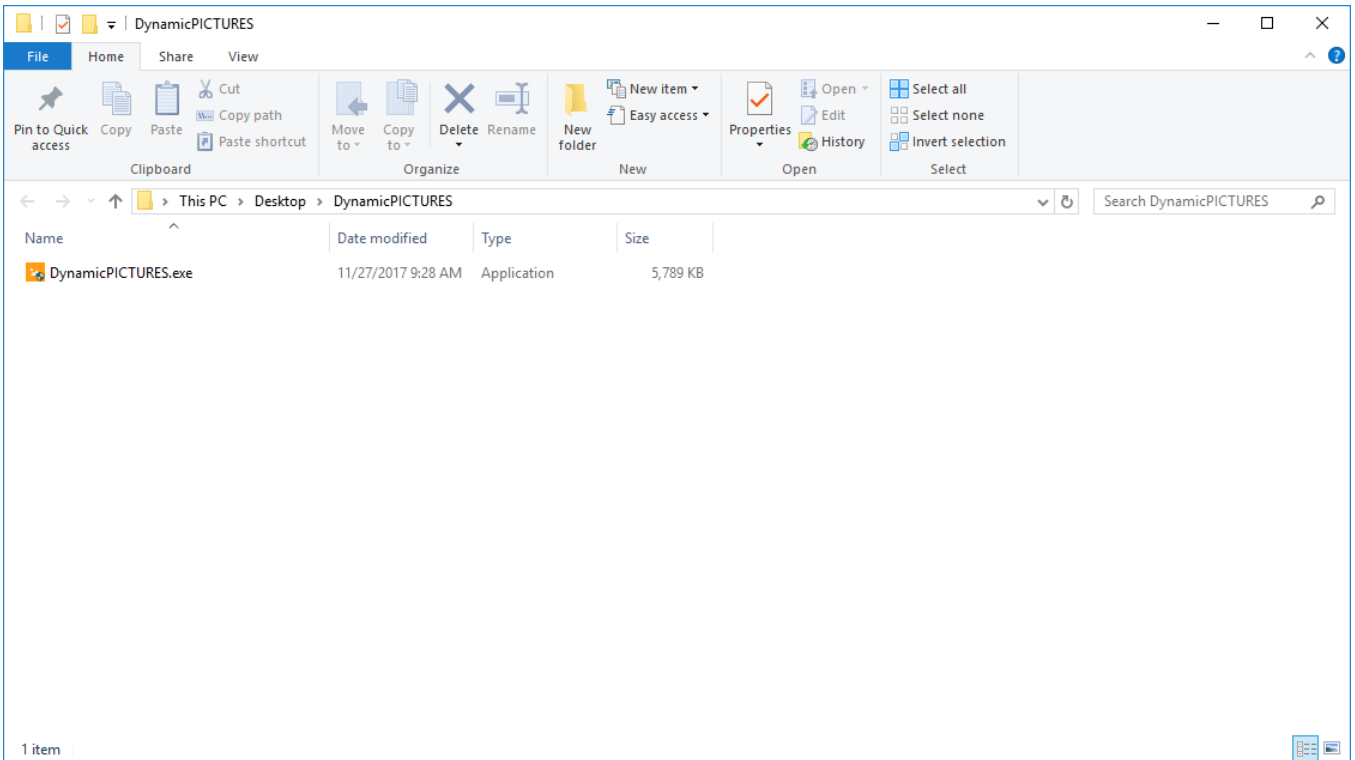 DynamicPICTURES
File Home Share View
Pin to Quick access
Copy
Paste
Cut
Copy path
Paste shortcut
Clipboard
Move to
Copy to
Delete
Rename
Organize
New folder
New item
Easy access
New
Properties
Open
Edit
History
Open
Select all
Select none
Invert selection
Select
This PC > Desktop > DynamicPICTURES
Search DynamicPICTURES
Name Date modified Type Size
DynamicPICTURES.exe 11/27/2017 9:28 AM Application 5,789 KB
1 item